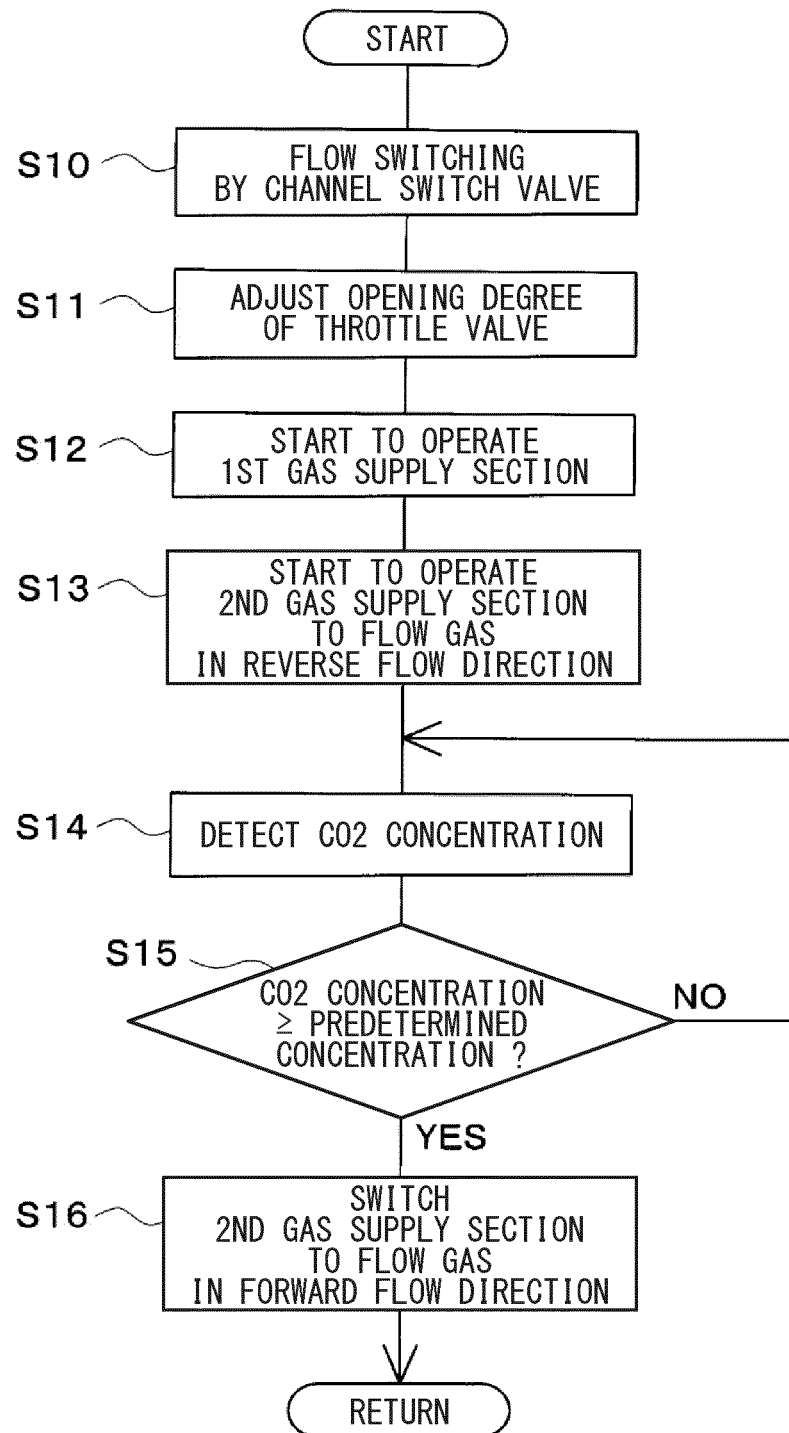 START
S10
FLOW SWITCHING
BY CHANNEL SWITCH VALVE
S11
ADJUST OPENING DEGREE
OF THROTTLE VALVE
S12
START TO OPERATE
1ST GAS SUPPLY SECTION
S13
START TO OPERATE
2ND GAS SUPPLY SECTION
TO FLOW GAS
IN REVERSE FLOW DIRECTION
S14
DETECT CO2 CONCENTRATION
S15
CO2 CONCENTRATION
≥ PREDETERMINED
CONCENTRATION ?
NO
YES
S16
SWITCH
2ND GAS SUPPLY SECTION
TO FLOW GAS
IN FORWARD FLOW DIRECTION
RETURN